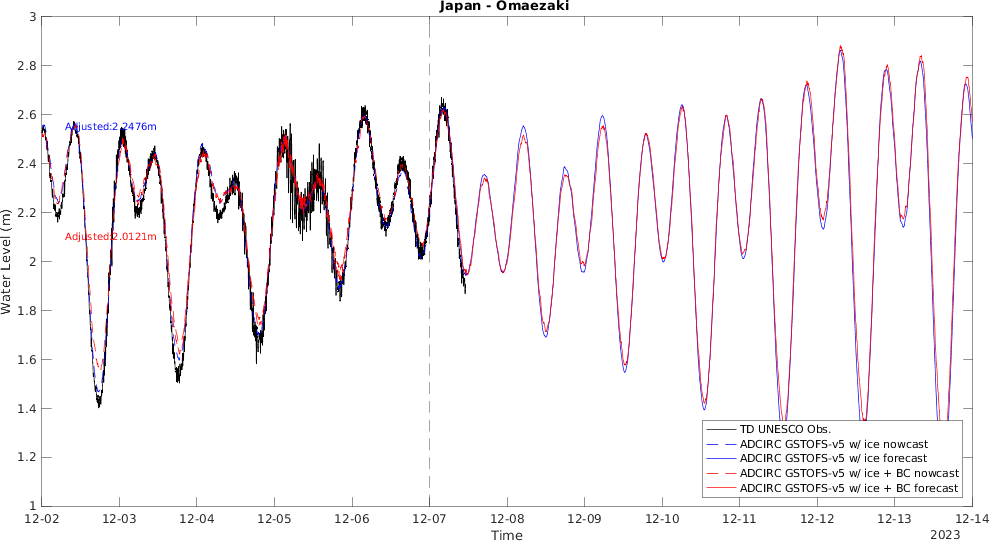 Japan - Omaezaki
3
2.8
2.6
2.4
2.2
2
1.8
1.6
1.4
1.2
1
Water Level (m)
Adjusted:2.2476m
Adjusted:2.0121m
TD UNESCO Obs.
ADCIRC GSTOFS-v5 w/ ice nowcast
ADCIRC GSTOFS-v5 w/ ice forecast
ADCIRC GSTOFS-v5 w/ ice + BC nowcast
ADCIRC GSTOFS-v5 w/ ice + BC forecast
12-02 12-03 12-04 12-05 12-06 12-07 12-08 12-09 12-10 12-11 12-12 12-13 12-14
Time
2023